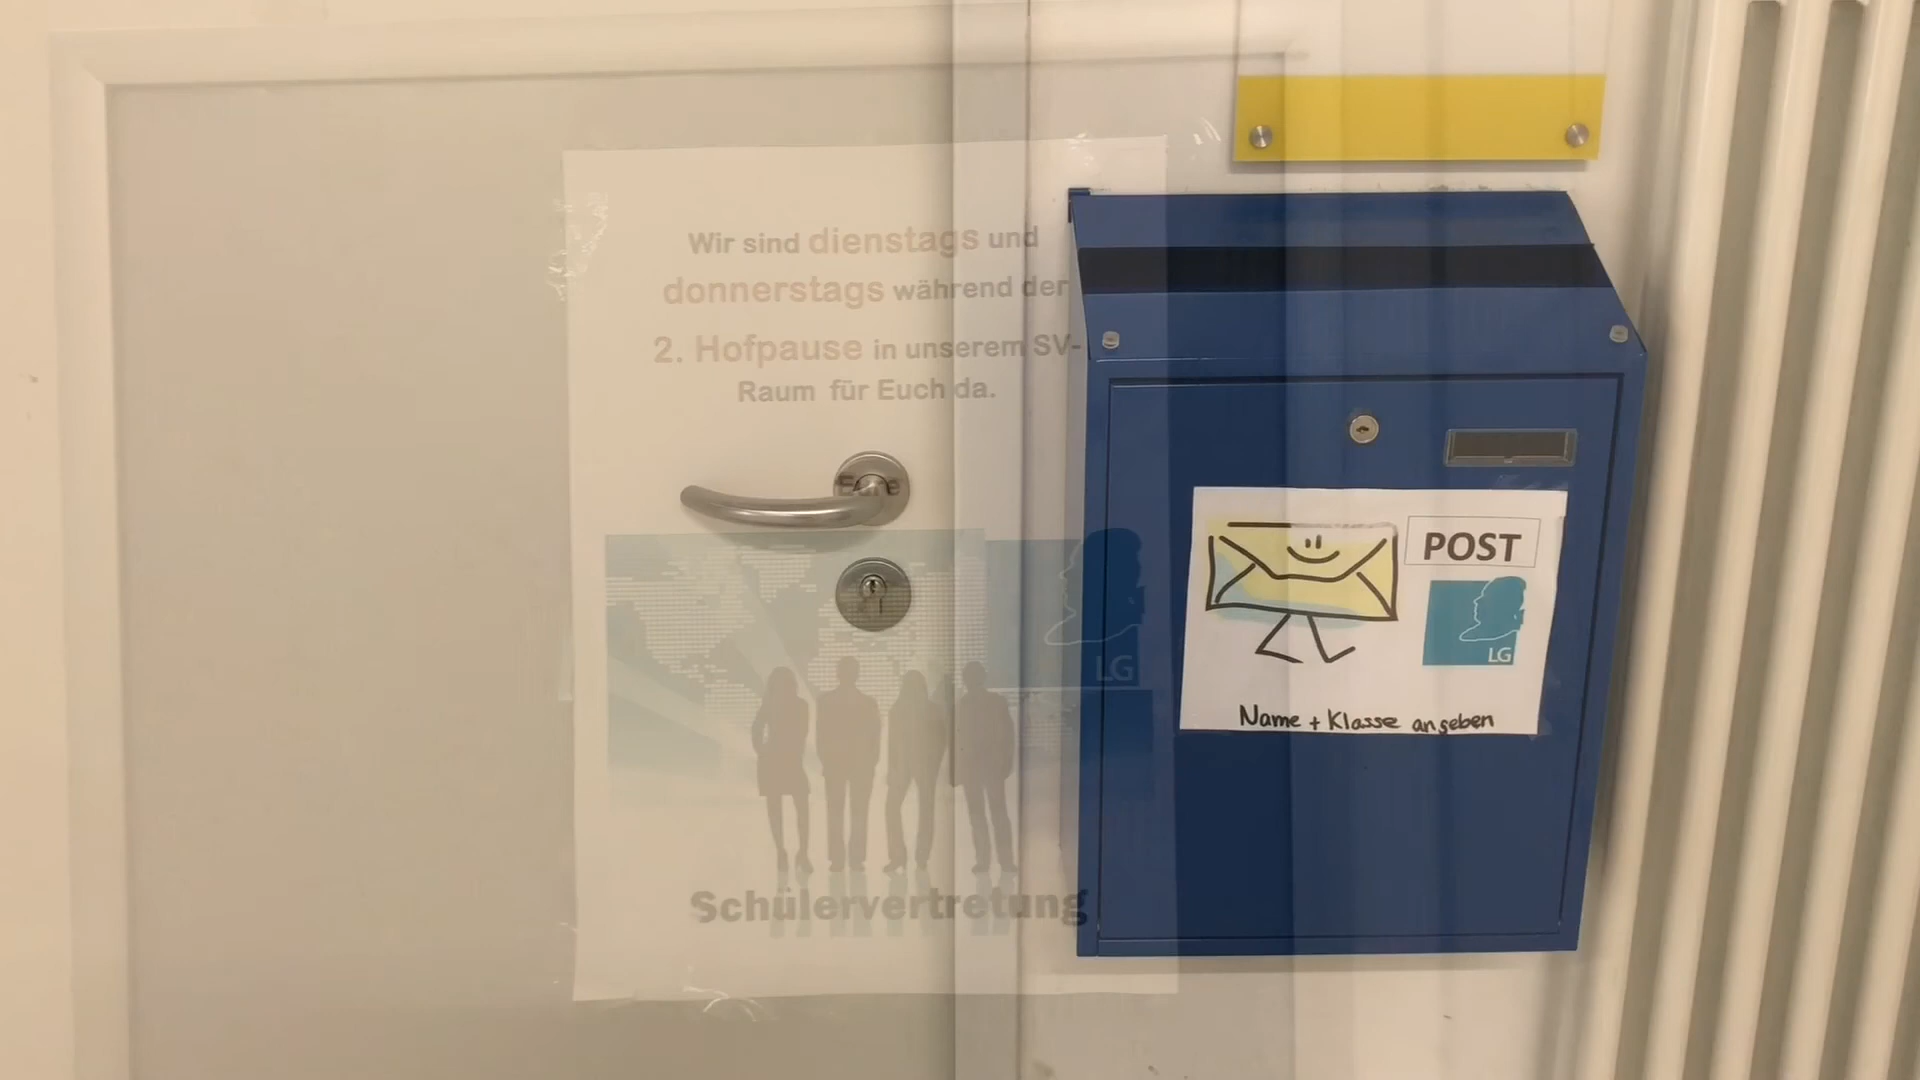 Wir sind dienstags und
donnerstags während der
2. Hofpause in unserem SV-
Raum für Euch da.
Eure
LG
Schülervertretung
POST
LG
Name + Klasse angeben